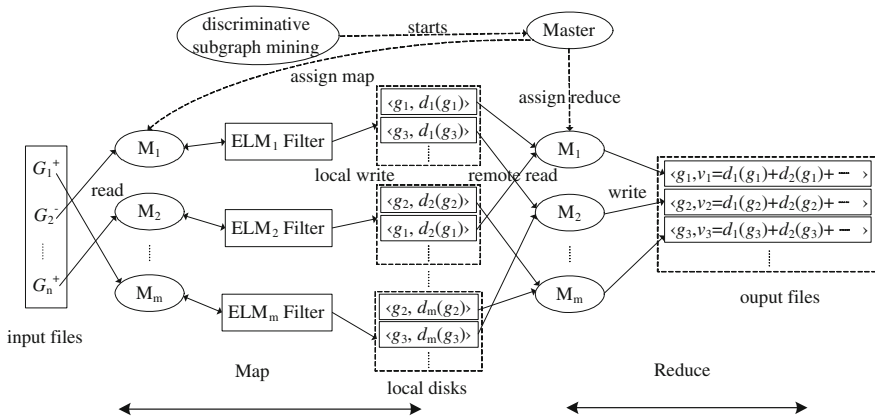 discriminative
subgraph mining
starts
Master
assign map
assign reduce
G1+
G2-
Gn+
input files
read
M1
M2
Mm
ELM1 Filter
ELM2 Filter
ELMm Filter
local write
‹g1, d1(g1)›
‹g3, d1(g3)›
‹g2, d2(g2)›
‹g1, d2(g1)›
‹g2, dm(g2)›
‹g3, dm(g3)›
local disks
remote read
M1
M2
Mm
write
‹g1,v1=d1(g1)+d2(g1)+ ··· ›
‹g2,v2=d1(g2)+d2(g2)+ ··· ›
‹g3,v3=d1(g3)+d2(g3)+ ··· ›
ouput files
Map
Reduce